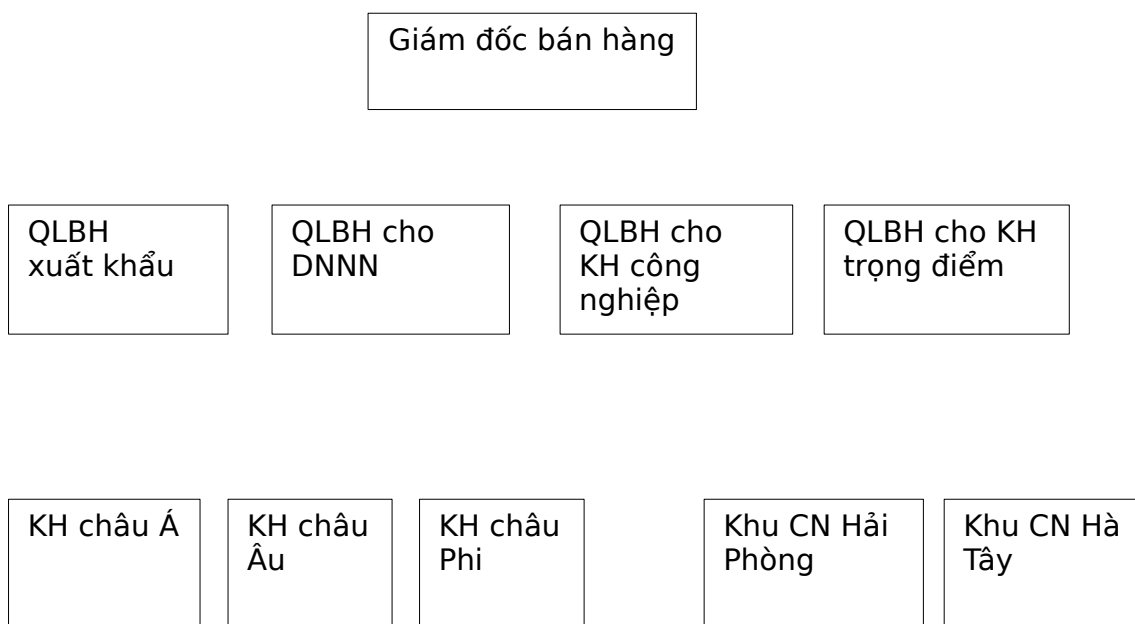 Giám đốc bán hàng
QLBH
xuất khẩu
QLBH cho
DNNN
QLBH cho
KH công
nghiệp
QLBH cho KH
trọng điểm
KH châu Á
KH châu
Âu
KH châu
Phi
Khu CN Hải
Phòng
Khu CN Hà
Tây